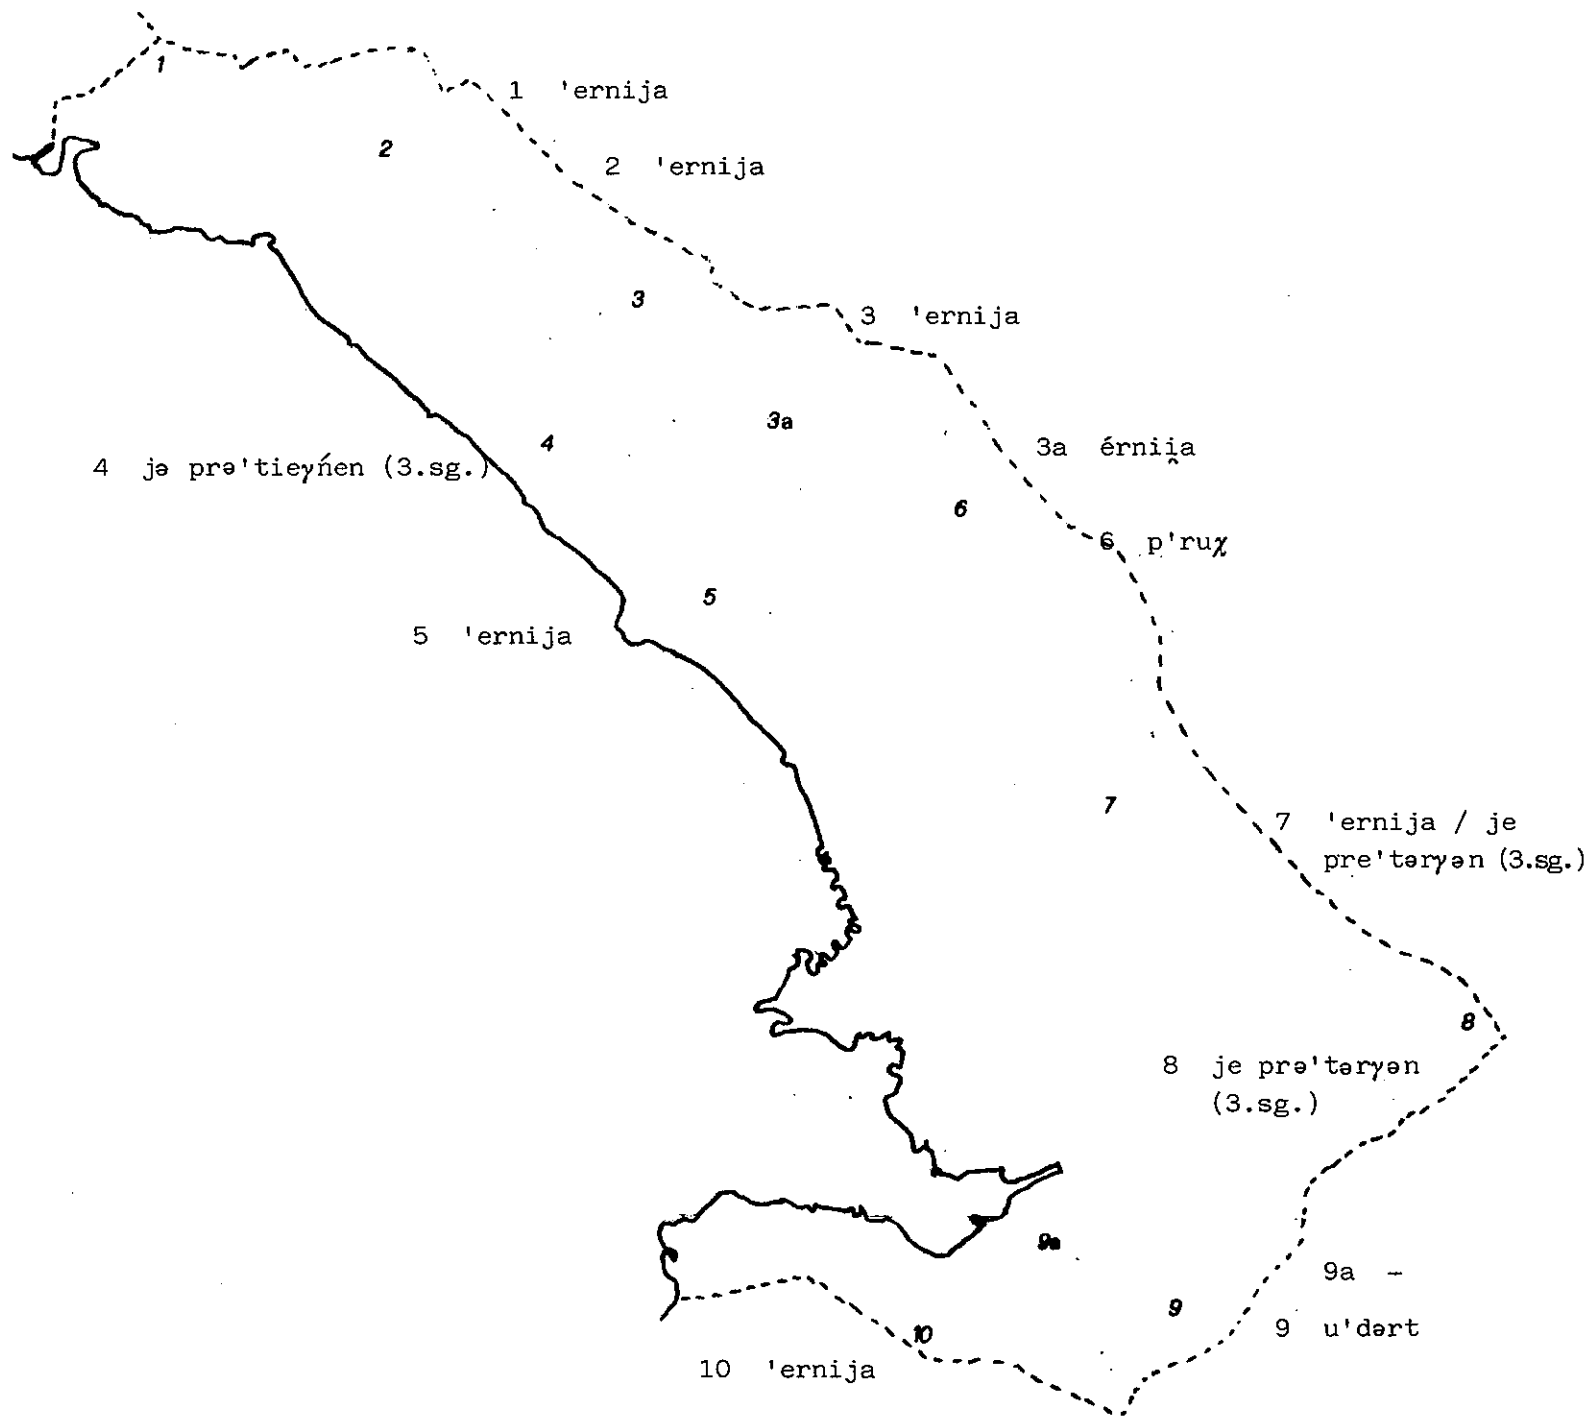 1
1 'ernija
2
2 'ernija
3
3 'ernija
3a
4
3a érnii̯a
4 jə prə'tieγńen (3.sg.)
6
6 p'ruχ
5
5 'ernija
7
7 'ernija / je
pre'tərγən (3.sg.)
8
8 je prə'tərγən
(3.sg.)
9a
9a –
9
9 u'dərt
10
10 'ernija